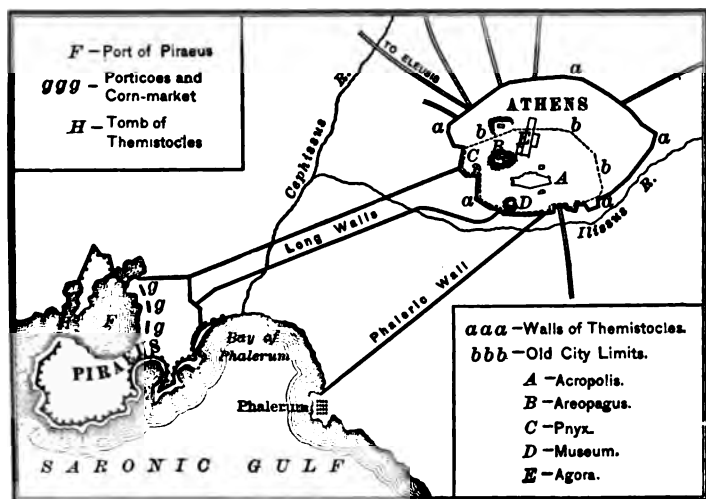 F — Port of Piraeus
ggg — Porticoes and
Corn-market
H — Tomb of
Themistocles
TO ELEUSIS
R.
a
ATHENS
a
b
b
E
B
C
a
Cephissus
b
A
a
D
a
R.
Ilissus
Long Walls
Phaleric Wall
g
g
g
F
H
PIRAEUS
Bay of
Phalerum
Phalerum
SARONIC GULF
aaa — Walls of Themistocles.
bbb — Old City Limits.
A — Acropolis.
B — Areopagus.
C — Pnyx.
D — Museum.
E — Agora.